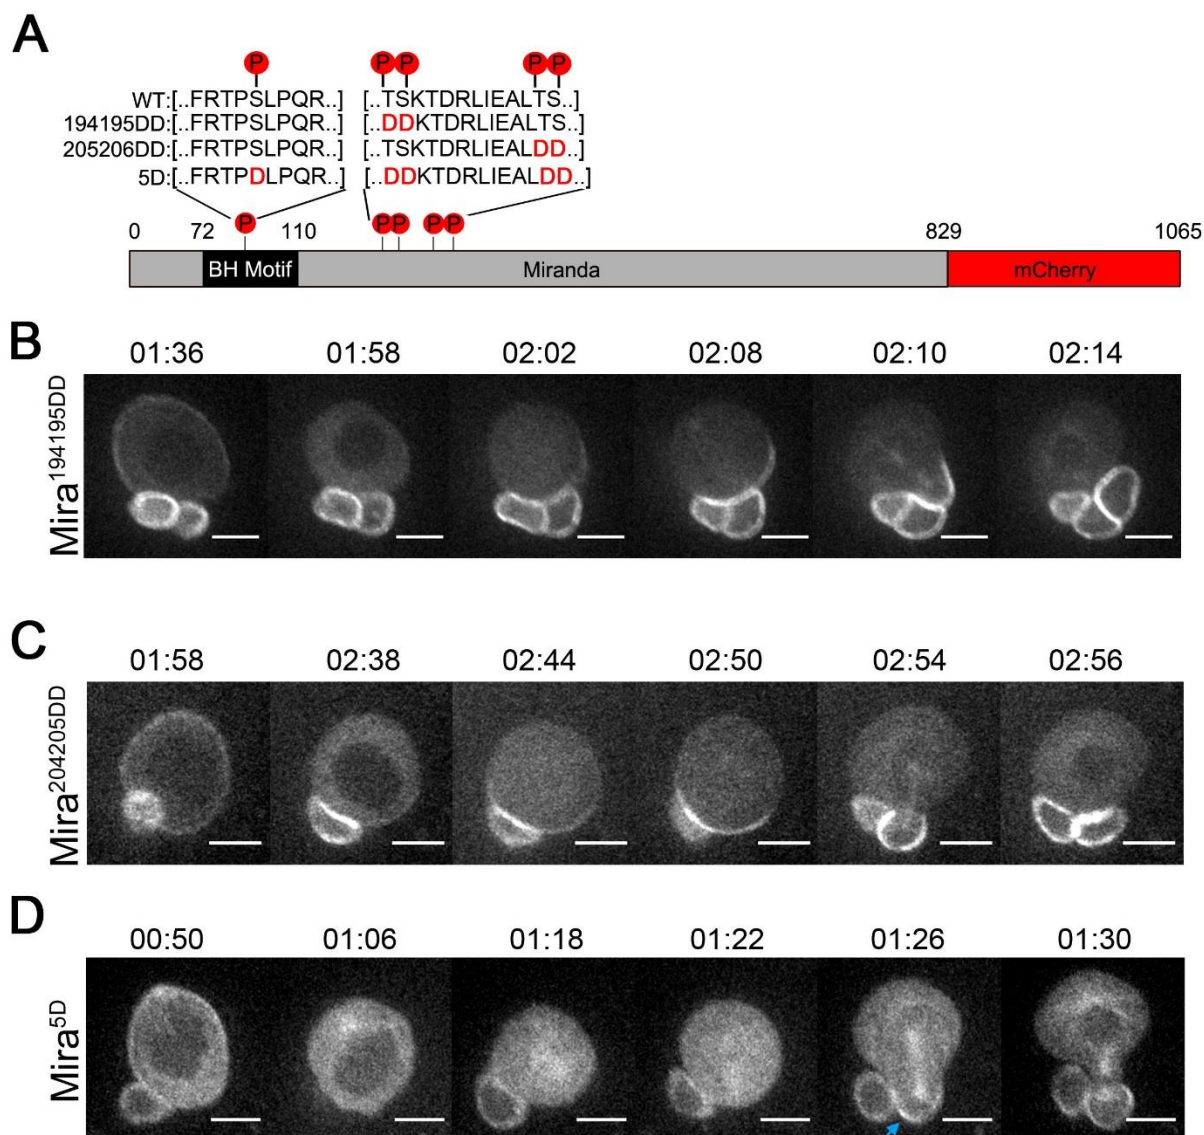 A
P P P P P
WT:[..FRTPSLPQR..] [..TSKTDRLIEALTS..]
194195DD:[..FRTPSLPQR..] [..DDKTDRLIEALTS..]
205206DD:[..FRTPSLPQR..] [..TSKTDRLIEALDD..]
5D:[..FRTPDLPQR..] [..DDKTDRLIEALDD..]
P P P P P
0 72 110 829 1065
BH Motif Miranda mCherry
B
01:36 01:58 02:02 02:08 02:10 02:14
Mira194195DD
C
01:58 02:38 02:44 02:50 02:54 02:56
Mira204205DD
D
00:50 01:06 01:18 01:22 01:26 01:30
Mira5D